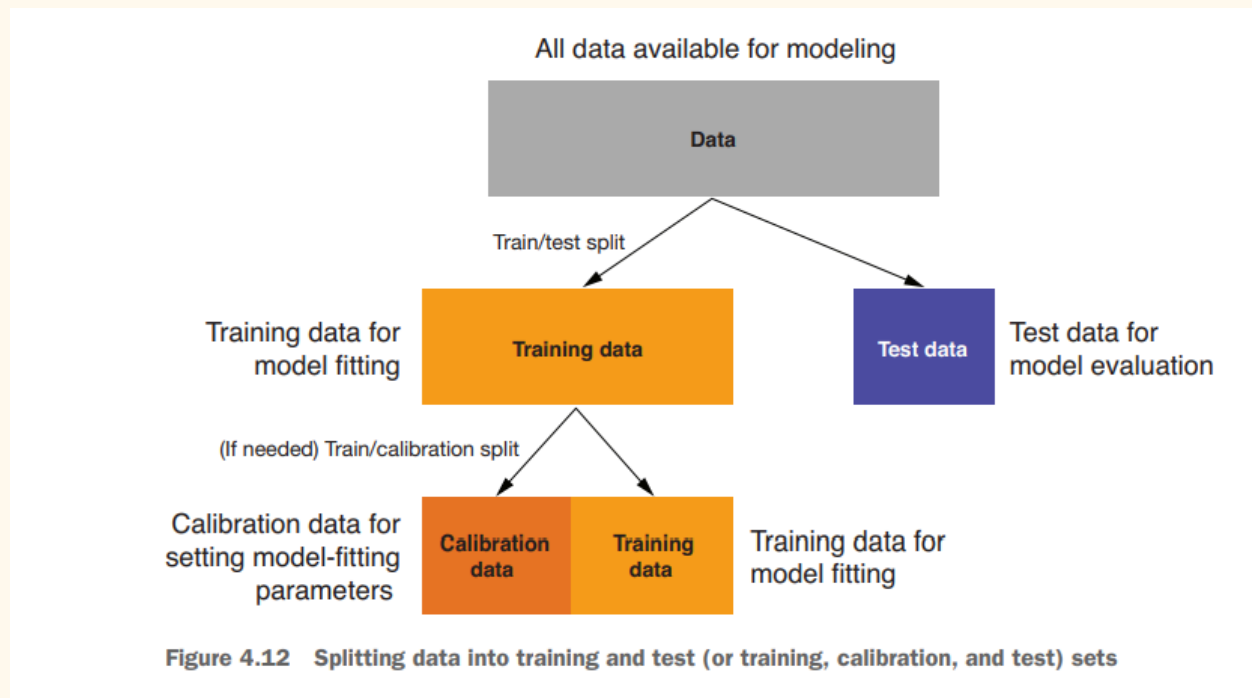 All data available for modeling
Data
Train/test split
Training data for
model fitting
Training data
Test data
Test data for
model evaluation
(If needed) Train/calibration split
Calibration data for
setting model-fitting
parameters
Calibration
data
Training
data
Training data for
model fitting
Figure 4.12 Splitting data into training and test (or training, calibration, and test) sets